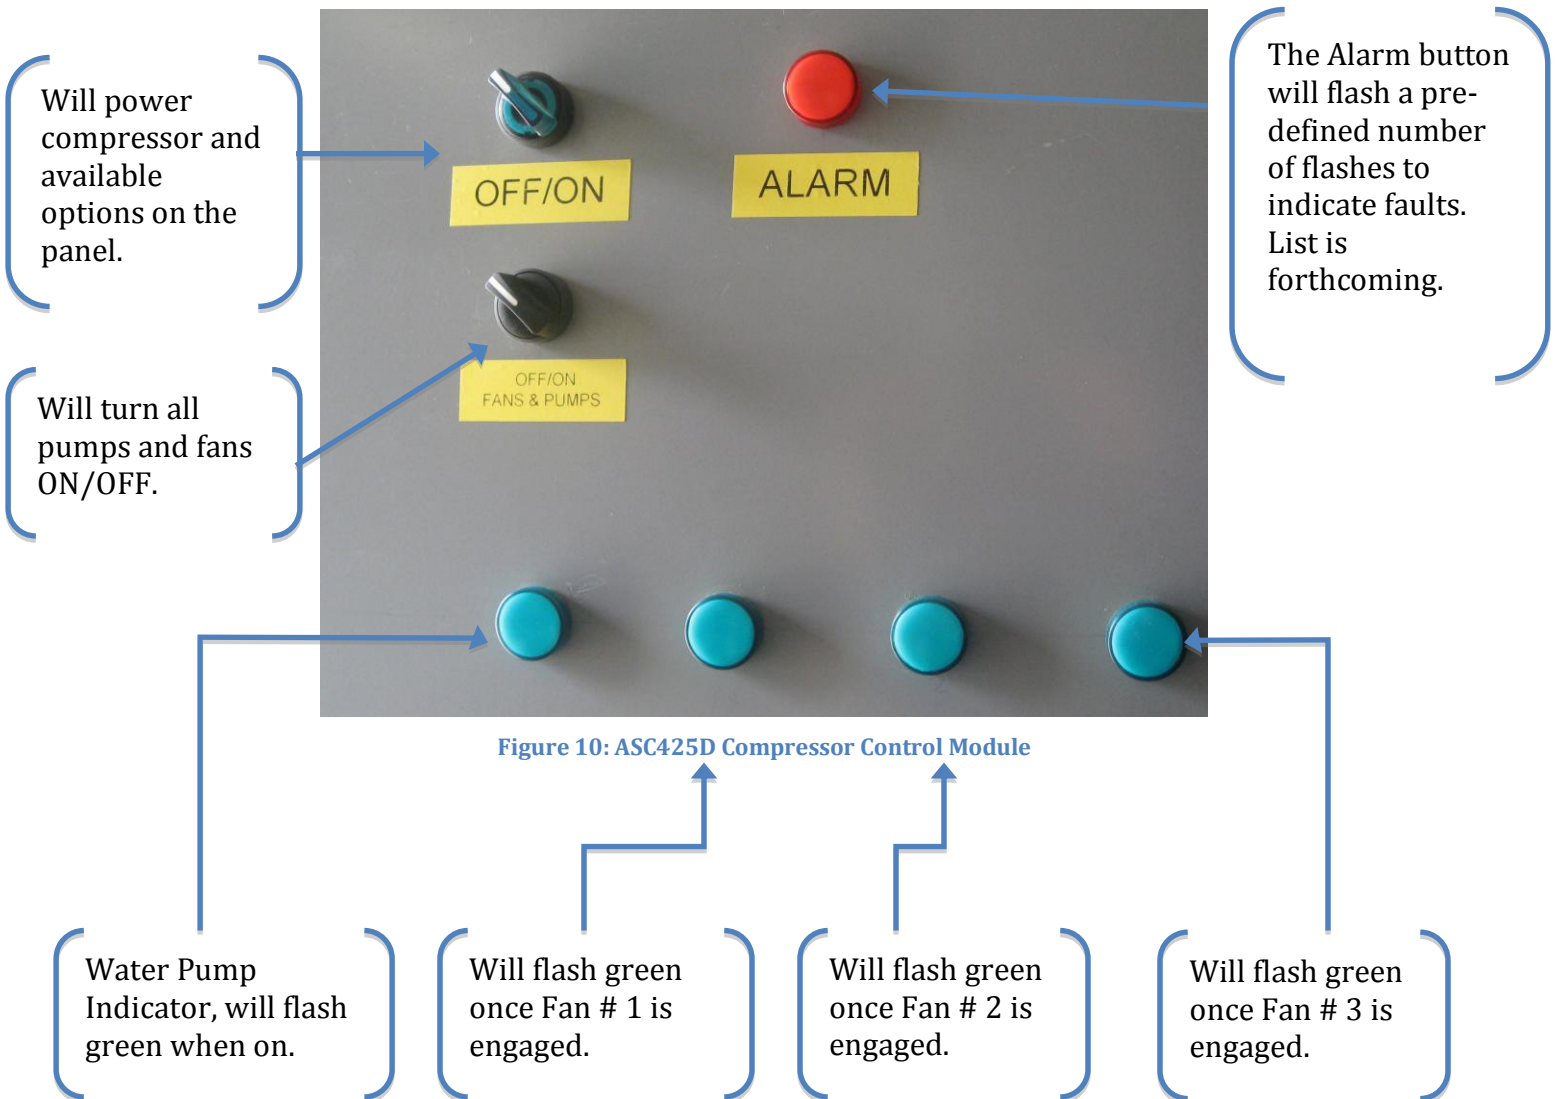 Will power
compressor and
available
options on the
panel.
The Alarm button
will flash a pre-
defined number
of flashes to
indicate faults.
List is
forthcoming.
OFF/ON
ALARM
Will turn all
pumps and fans
ON/OFF.
OFF/ON
FANS & PUMPS
Figure 10: ASC425D Compressor Control Module
Water Pump
Indicator, will flash
green when on.
Will flash green
once Fan # 1 is
engaged.
Will flash green
once Fan # 2 is
engaged.
Will flash green
once Fan # 3 is
engaged.